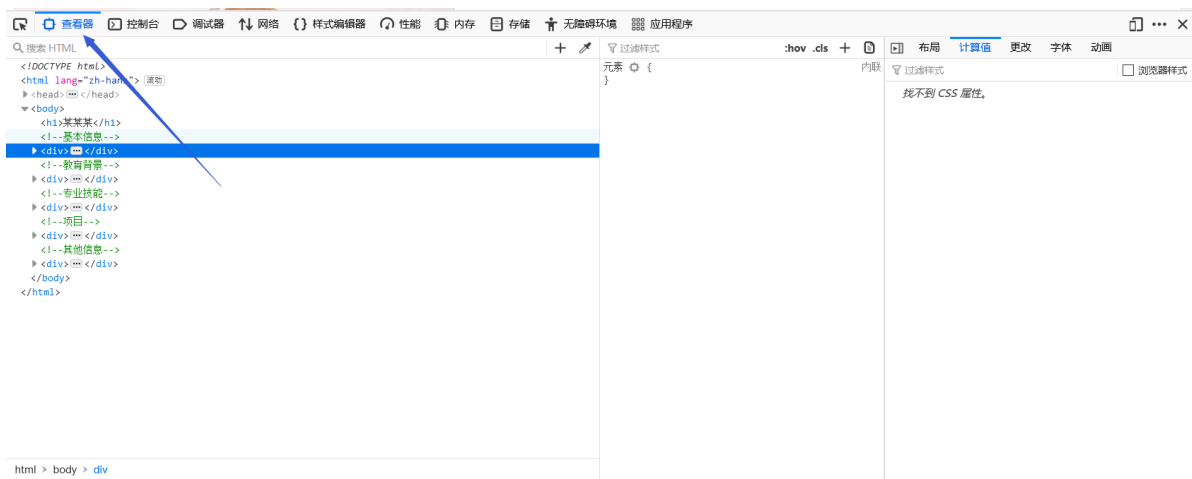 查看器 控制台 调试器 网络 {} 样式编辑器 性能 内存 存储 无障碍环境 应用程序
搜索 HTML
过滤样式 :hov .cls
布局 计算值 更改 字体 动画
<!DOCTYPE html>
<html lang="zh-hans"> 滚动
<head> ··· </head>
<body>
<h1>某某某</h1>
<!--基本信息-->
<div> ··· </div>
<!--教育背景-->
<div> ··· </div>
<!--专业技能-->
<div> ··· </div>
<!--项目-->
<div> ··· </div>
<!--其他信息-->
<div> ··· </div>
</body>
</html>
元素 { 内联
}
过滤样式 浏览器样式
找不到 CSS 属性。
html > body > div